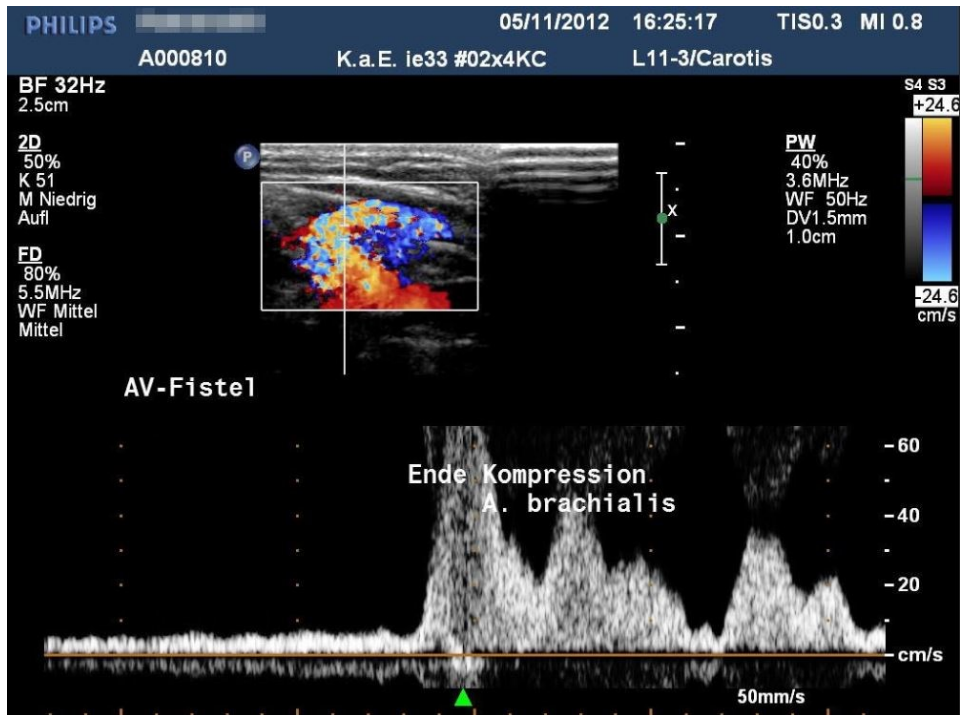 PHILIPS
05/11/2012 16:25:17 TIS0.3 MI 0.8
A000810 K.a.E. ie33 #02x4KC L11-3/Carotis
BF 32Hz
2.5cm
2D
50%
K 51
M Niedrig
Aufl
FD
80%
5.5MHz
WF Mittel
Mittel
P
x
PW
40%
3.6MHz
WF 50Hz
DV1.5mm
1.0cm
S4 S3
+24.6
-24.6
cm/s
AV-Fistel
Ende Kompression
A. brachialis
60
40
20
cm/s
50mm/s